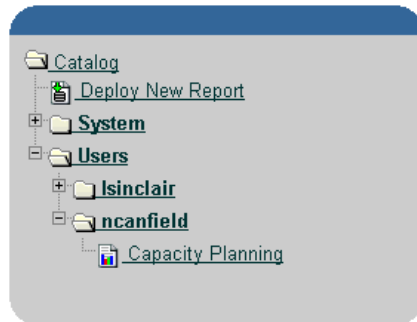 Catalog
Deploy New Report
System
Users
lsinclair
ncanfield
Capacity Planning